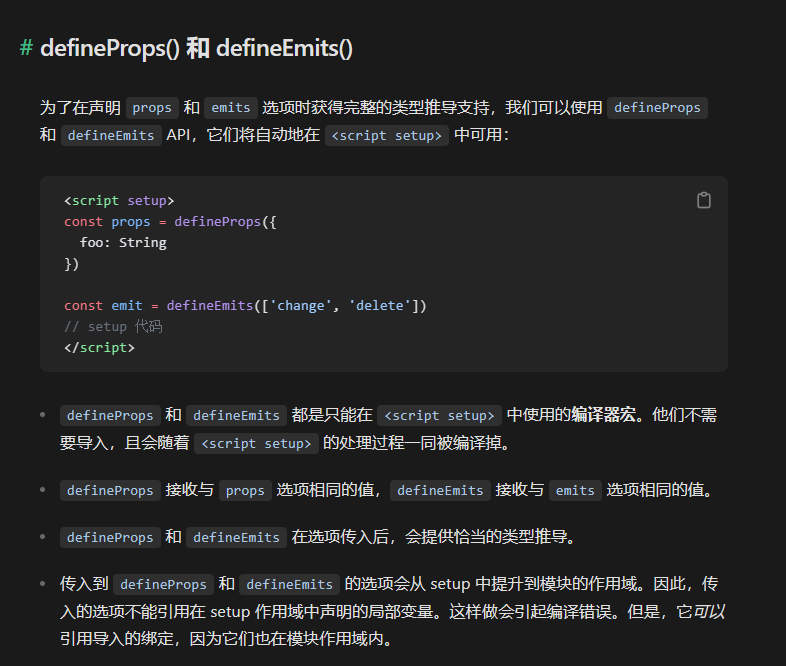 # defineProps() 和 defineEmits()
为了在声明 props 和 emits 选项时获得完整的类型推导支持，我们可以使用 defineProps
和 defineEmits API，它们将自动地在 <script setup> 中可用：
<script setup>
const props = defineProps({
  foo: String
})

const emit = defineEmits(['change', 'delete'])
// setup 代码
</script>
• defineProps 和 defineEmits 都是只能在 <script setup> 中使用的编译器宏。他们不需
要导入，且会随着 <script setup> 的处理过程一同被编译掉。
• defineProps 接收与 props 选项相同的值，defineEmits 接收与 emits 选项相同的值。
• defineProps 和 defineEmits 在选项传入后，会提供恰当的类型推导。
• 传入到 defineProps 和 defineEmits 的选项会从 setup 中提升到模块的作用域。因此，传
入的选项不能引用在 setup 作用域中声明的局部变量。这样做会引起编译错误。但是，它可以
引用导入的绑定，因为它们也在模块作用域内。